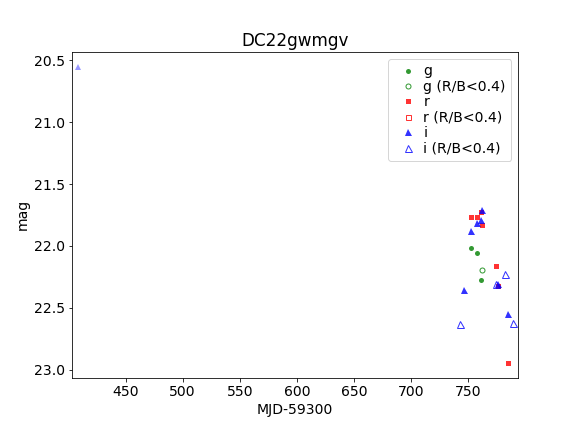 DC22gwmgv
20.5
21.0
21.5
22.0
22.5
23.0
mag
g
g (R/B<0.4)
r
r (R/B<0.4)
i
i (R/B<0.4)
450 500 550 600 650 700 750
MJD-59300